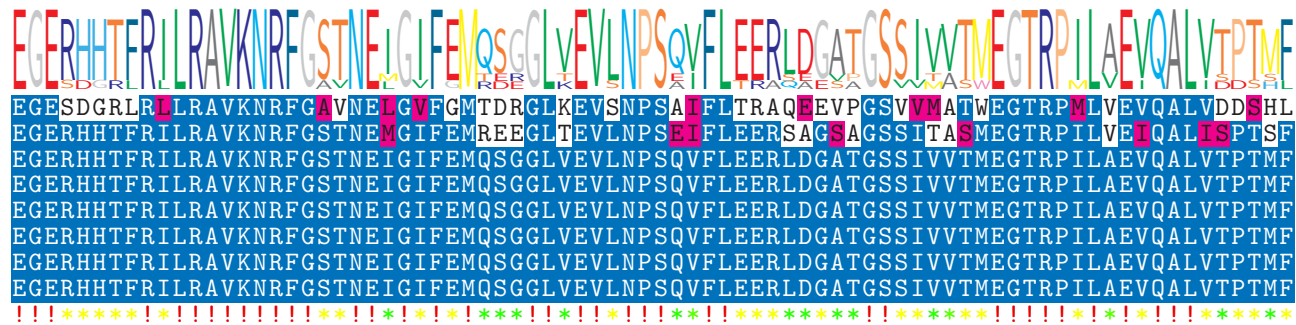 EGERHHTFRILRAVKNRFGSTNEIGIFEMQSGGLVEVLNPSQVFLEERLDGATGSSIVVTMEGTRPILAEVQALVTPTMF
EGESDGRLRLLRAVKNRFGAVNELGVFGMTDRGLKEVSNPSAIFLTRAQEEVPGSVVMATWEGTRPMLVEVQALVDDSHL
EGERHHTFRILRAVKNRFGSTNEMGIFEMREEGLTEVLNPSEIFLEERSAGSAGSSITASMEGTRPILVEIQALISPTSF
EGERHHTFRILRAVKNRFGSTNEIGIFEMQSGGLVEVLNPSQVFLEERLDGATGSSIVVTMEGTRPILAEVQALVTPTMF
EGERHHTFRILRAVKNRFGSTNEIGIFEMQSGGLVEVLNPSQVFLEERLDGATGSSIVVTMEGTRPILAEVQALVTPTMF
EGERHHTFRILRAVKNRFGSTNEIGIFEMQSGGLVEVLNPSQVFLEERLDGATGSSIVVTMEGTRPILAEVQALVTPTMF
EGERHHTFRILRAVKNRFGSTNEIGIFEMQSGGLVEVLNPSQVFLEERLDGATGSSIVVTMEGTRPILAEVQALVTPTMF
EGERHHTFRILRAVKNRFGSTNEIGIFEMQSGGLVEVLNPSQVFLEERLDGATGSSIVVTMEGTRPILAEVQALVTPTMF
EGERHHTFRILRAVKNRFGSTNEIGIFEMQSGGLVEVLNPSQVFLEERLDGATGSSIVVTMEGTRPILAEVQALVTPTMF
!!!*****!*!!!!!!!!!**!!*!*!*!***!!*!!*!!!**!!********!!******!!!!!*!*!*!!!******